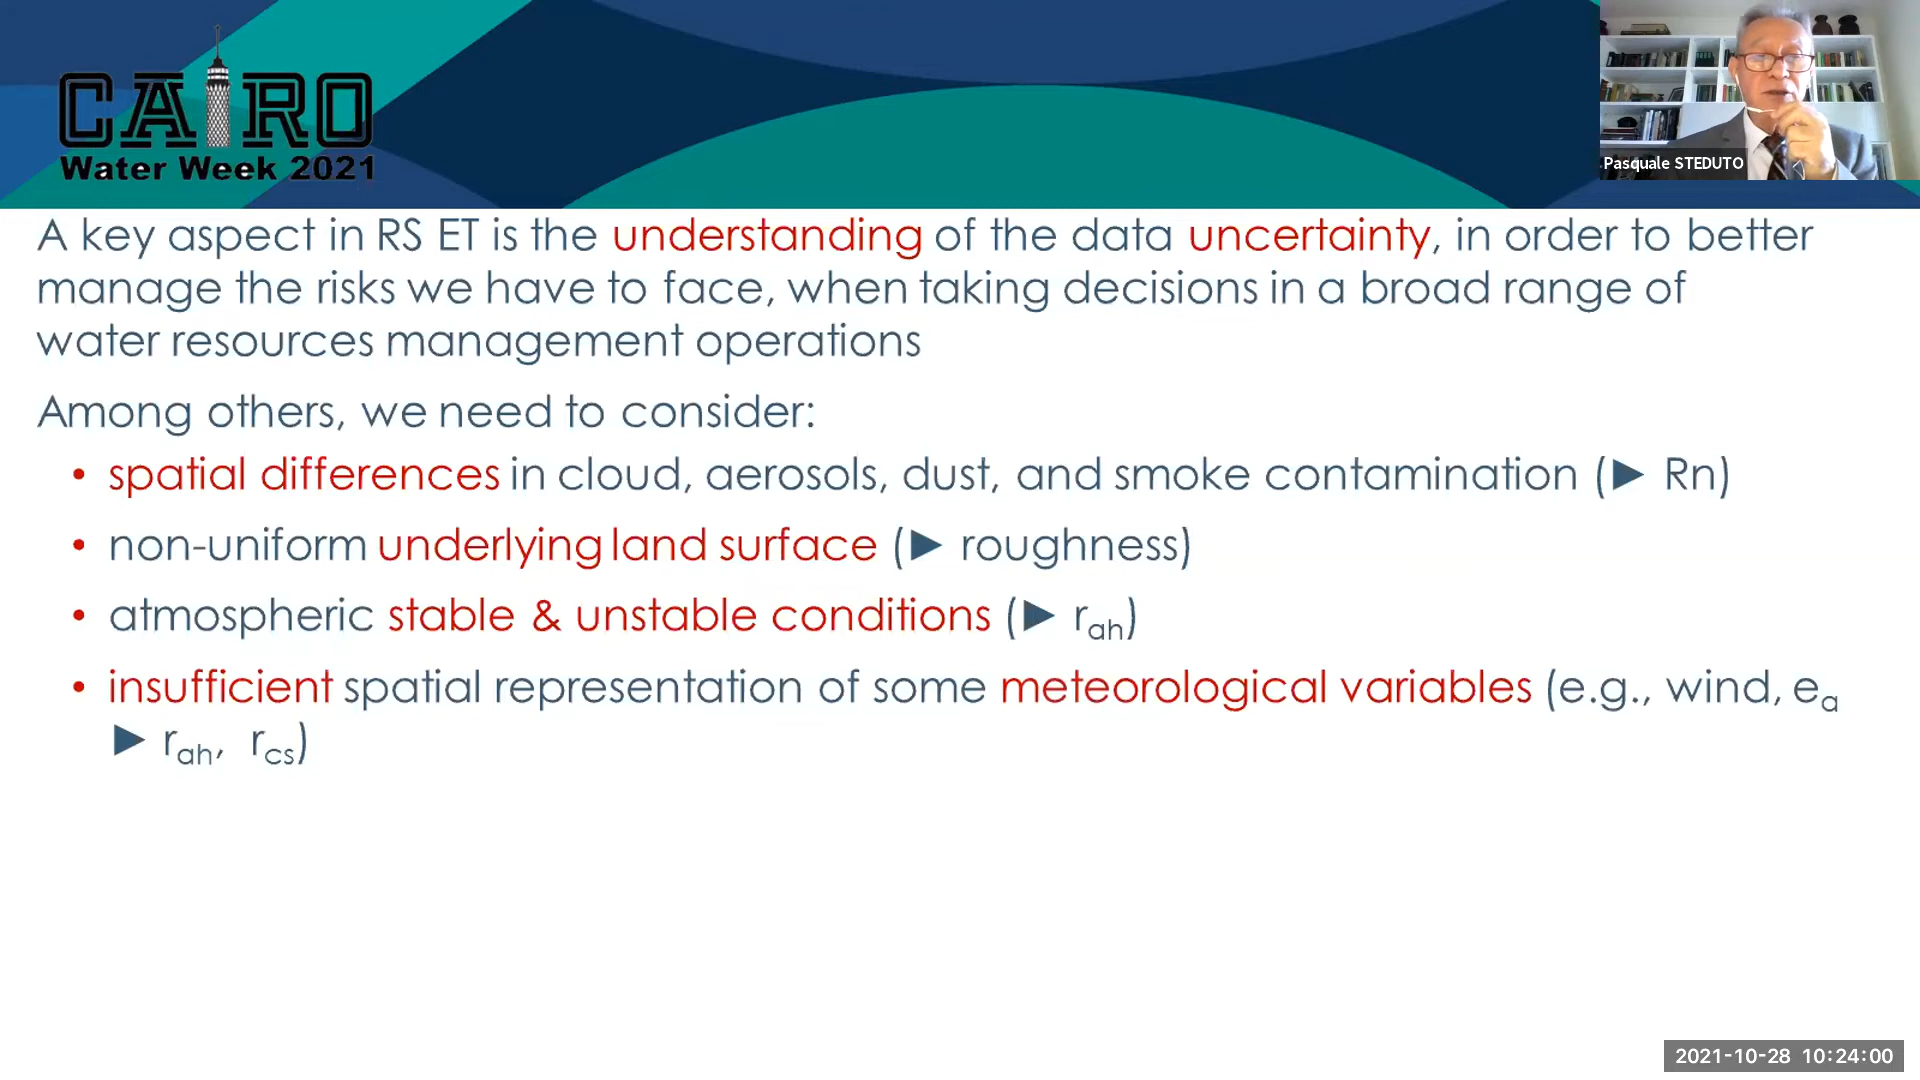 CAIRO
Water Week 2021
Pasquale STEDUTO
A key aspect in RS ET is the understanding of the data uncertainty, in order to better
manage the risks we have to face, when taking decisions in a broad range of
water resources management operations
Among others, we need to consider:
• spatial differences in cloud, aerosols, dust, and smoke contamination (► Rn)
• non-uniform underlying land surface (► roughness)
• atmospheric stable & unstable conditions (► rah)
• insufficient spatial representation of some meteorological variables (e.g., wind, ea
► rah, rcs)
2021-10-28 10:24:00